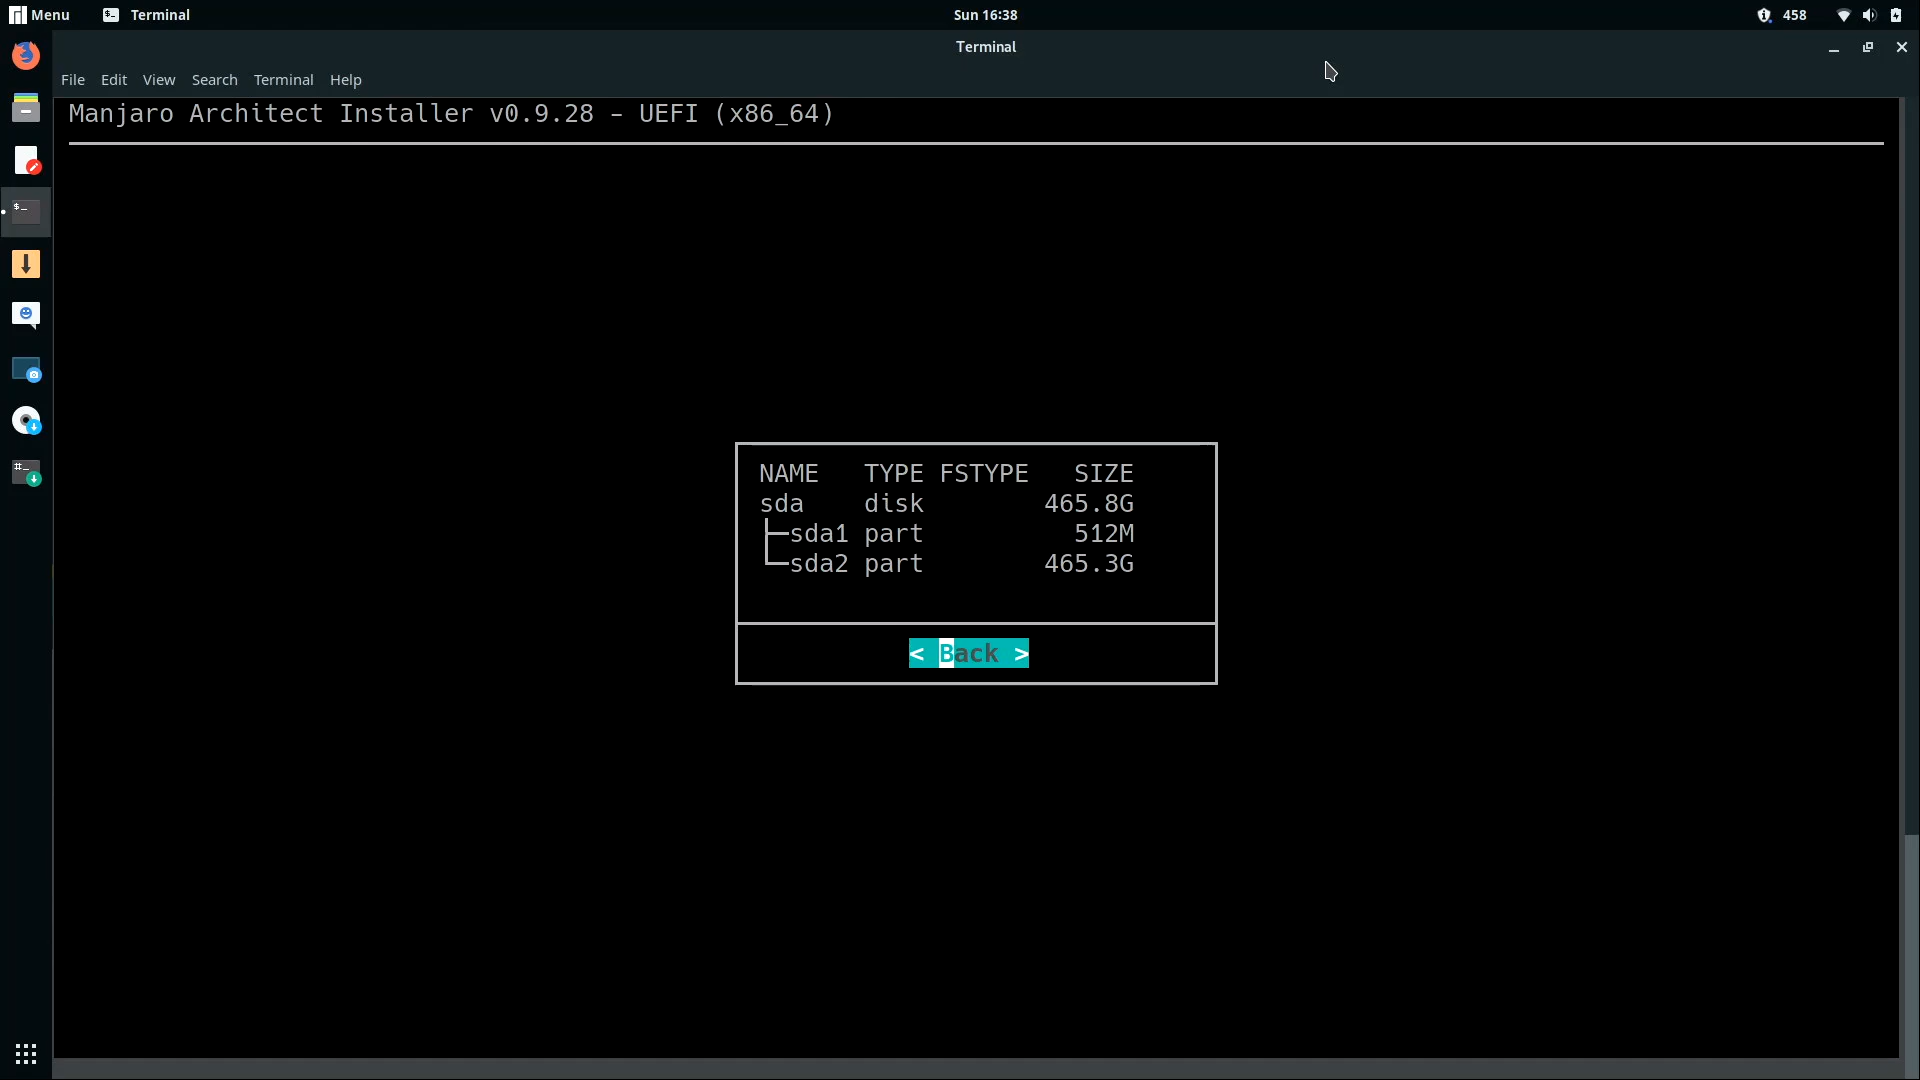 Menu Terminal Sun 16:38 458
Terminal
File Edit View Search Terminal Help
Manjaro Architect Installer v0.9.28 - UEFI (x86_64)
NAME TYPE FSTYPE SIZE
sda disk 465.8G
├─sda1 part 512M
└─sda2 part 465.3G
< Back >